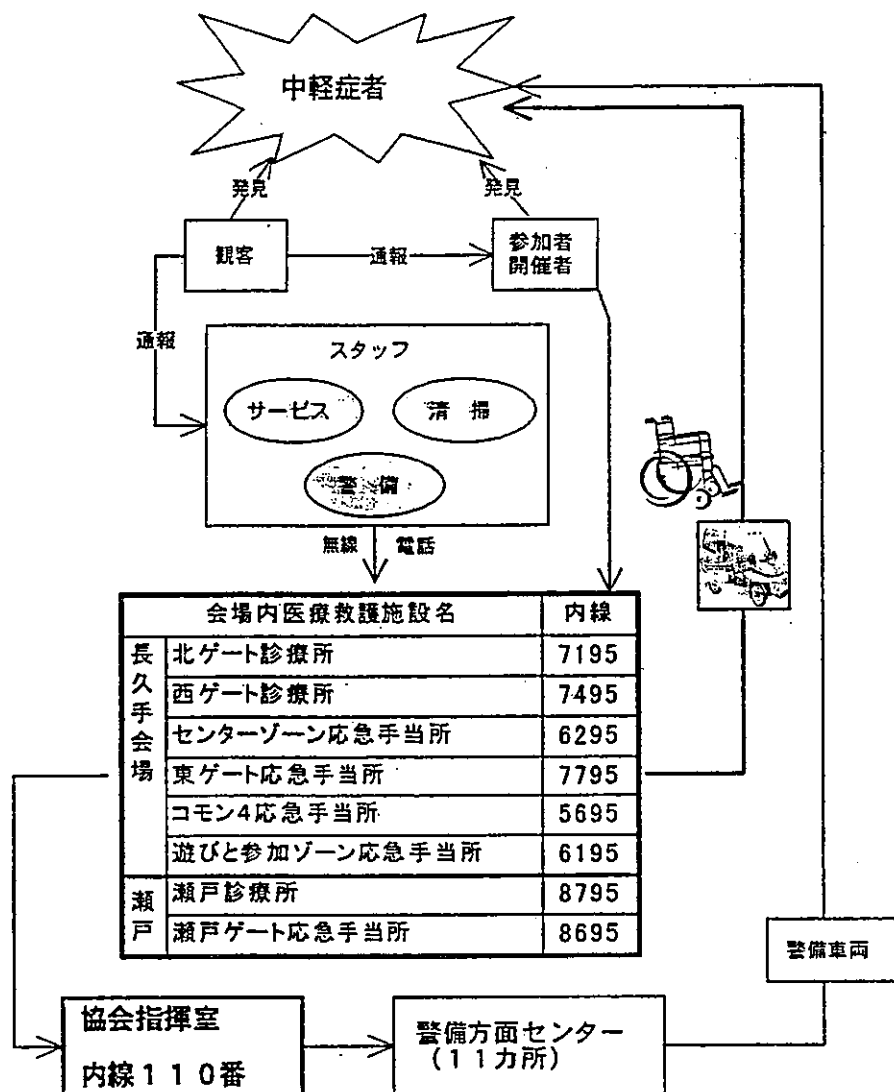 中軽症者
発見
発見
観客
通報
参加者
開催者
通報
スタッフ
サービス
清掃
警備
無線 電話
会場内医療救護施設名 内線
長久手会場
北ゲート診療所 7195
西ゲート診療所 7495
センターゾーン応急手当所 6295
東ゲート応急手当所 7795
コモン4応急手当所 5695
遊びと参加ゾーン応急手当所 6195
瀬戸
瀬戸診療所 8795
瀬戸ゲート応急手当所 8695
警備車両
協会指揮室
内線110番
警備方面センター
(11カ所)